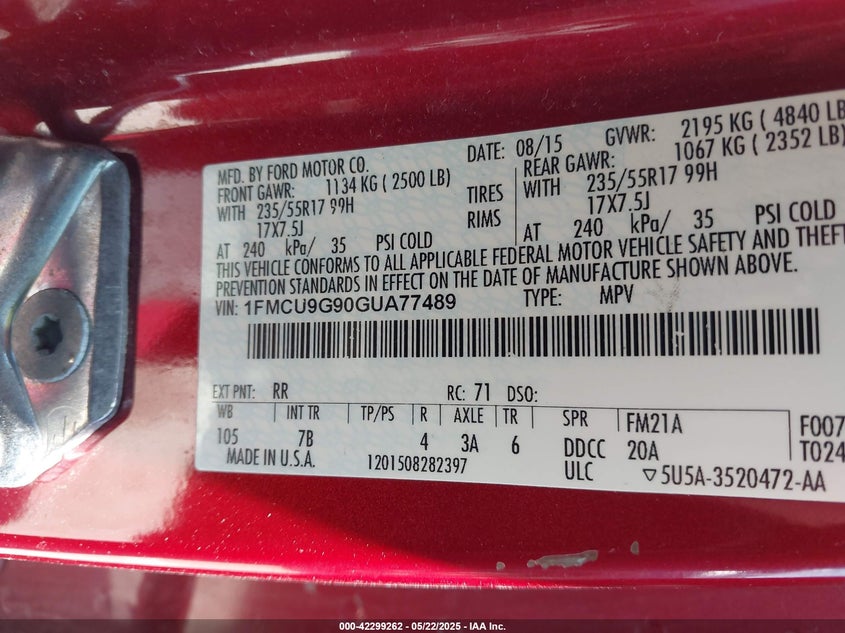 MFD. BY FORD MOTOR CO. DATE: 08/15 GVWR: 2195 KG ( 4840 LB
FRONT GAWR: 1134 KG ( 2500 LB) REAR GAWR: 1067 KG ( 2352 LB)
WITH 235/55R17 99H TIRES WITH 235/55R17 99H
17X7.5J RIMS 17X7.5J
AT 240 kPa/ 35 PSI COLD AT 240 kPa/ 35 PSI COLD
THIS VEHICLE CONFORMS TO ALL APPLICABLE FEDERAL MOTOR VEHICLE SAFETY AND THEFT
PREVENTION STANDARDS IN EFFECT ON THE DATE OF MANUFACTURE SHOWN ABOVE.
VIN: 1FMCU9G90GUA77489 TYPE: MPV
EXT PNT: RR RC: 71 DSO:
WB INT TR TP/PS R AXLE TR SPR FM21A F007
105 7B 4 3A 6 DDCC 20A T024
MADE IN U.S.A. 1201508282397 ULC ▽5U5A-3520472-AA
000-42299262 | 05/22/2025 | IAA Inc.